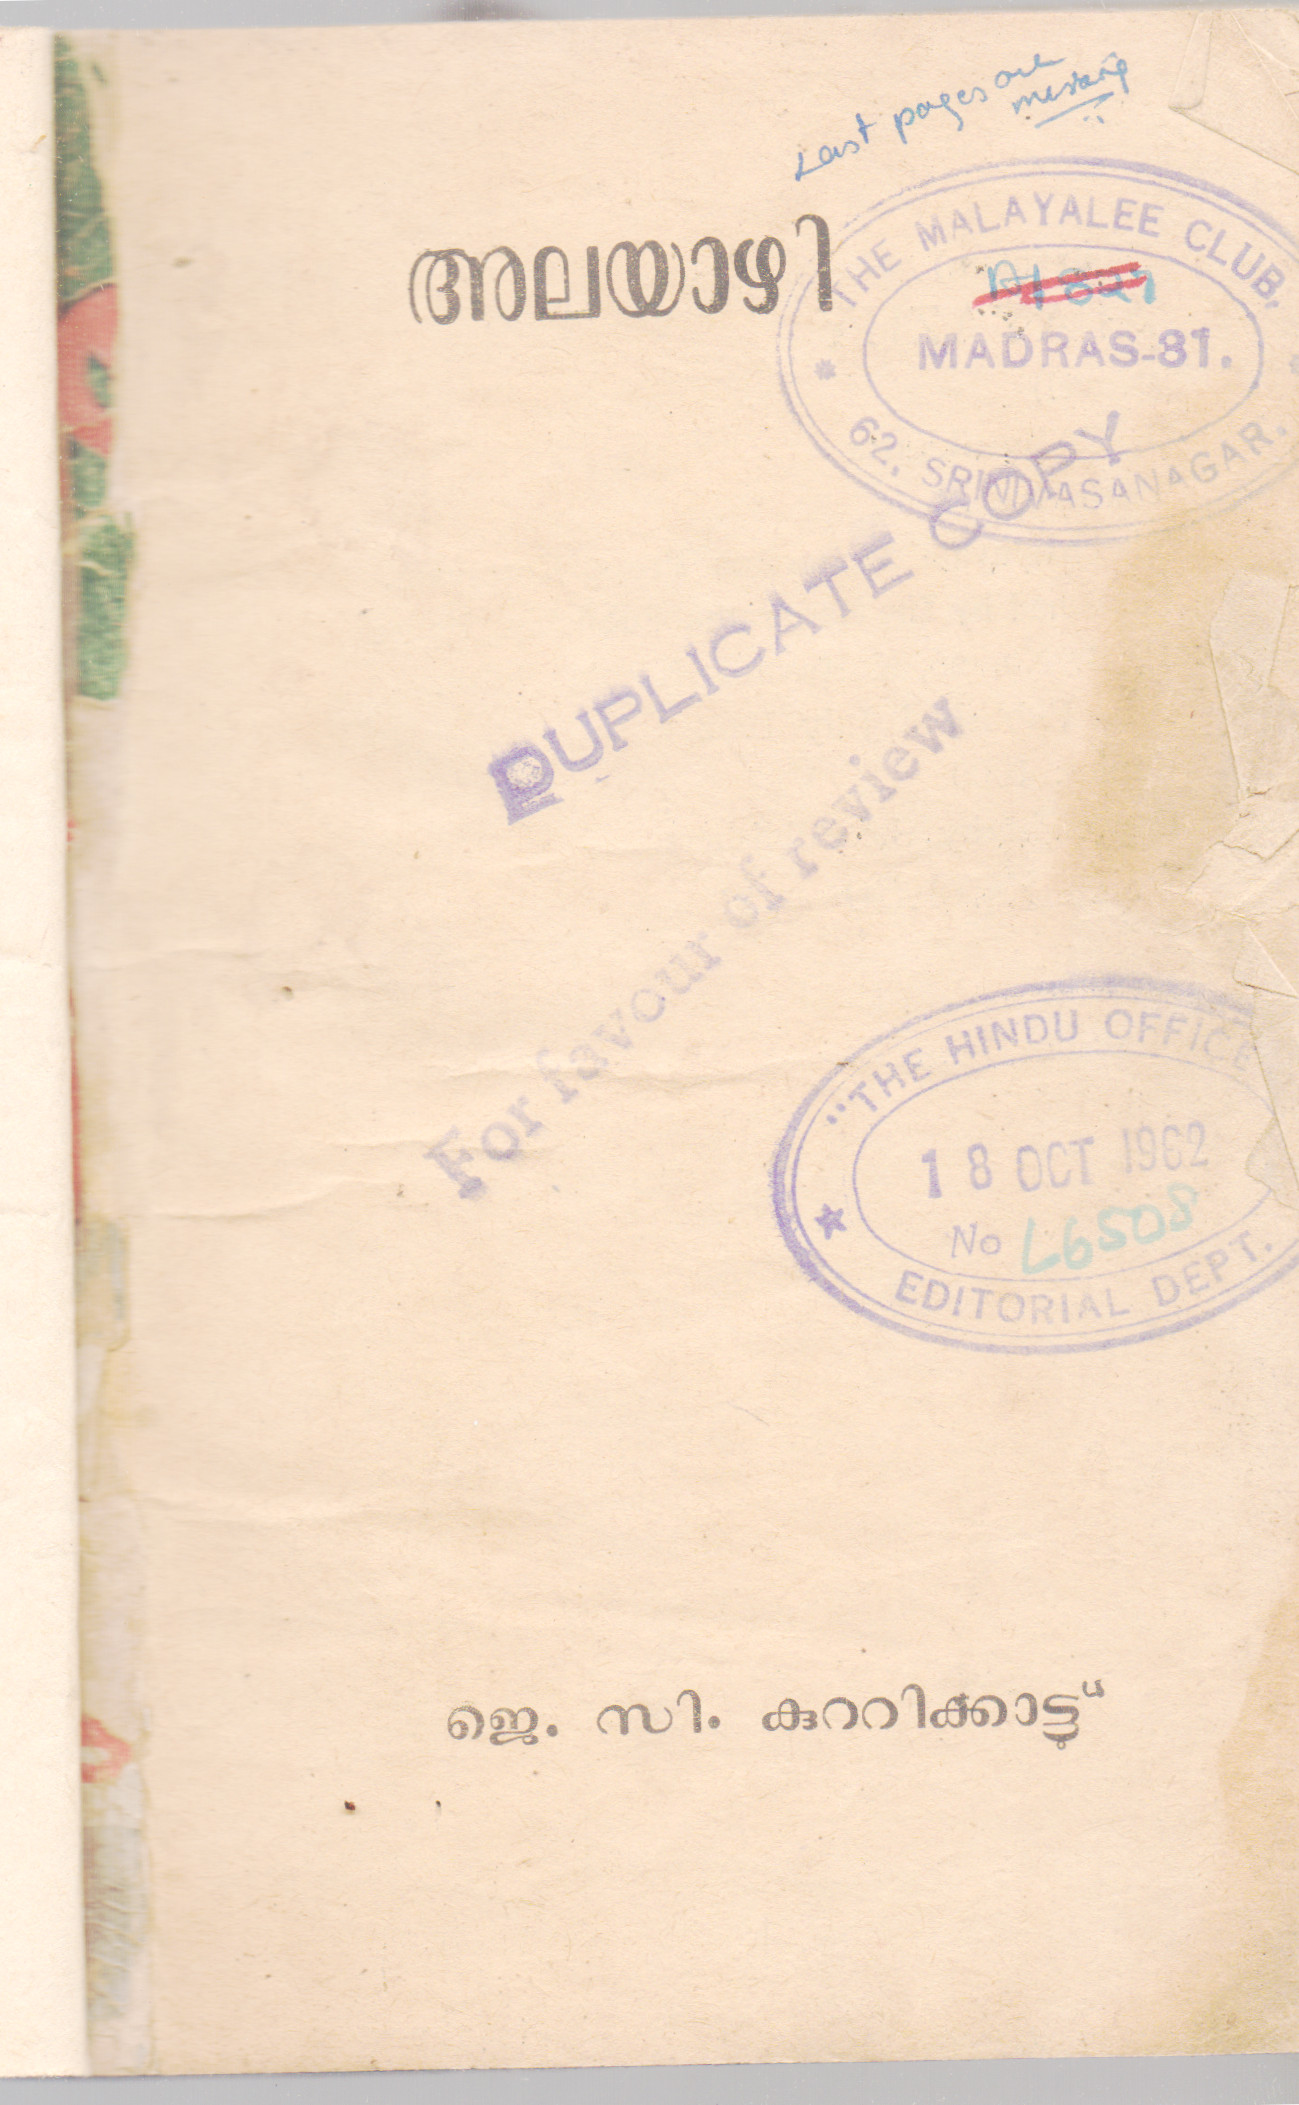 Last pages are
missing
അലയാഴി
THE MALAYALEE CLUB,
MADRAS-81.
62, SRINIVASANAGAR.
DUPLICATE COPY
For favour of review
"THE HINDU OFFICE
18 OCT 1962
No L6508
EDITORIAL DEPT.
ജെ. സി. കുററിക്കാട്ട്